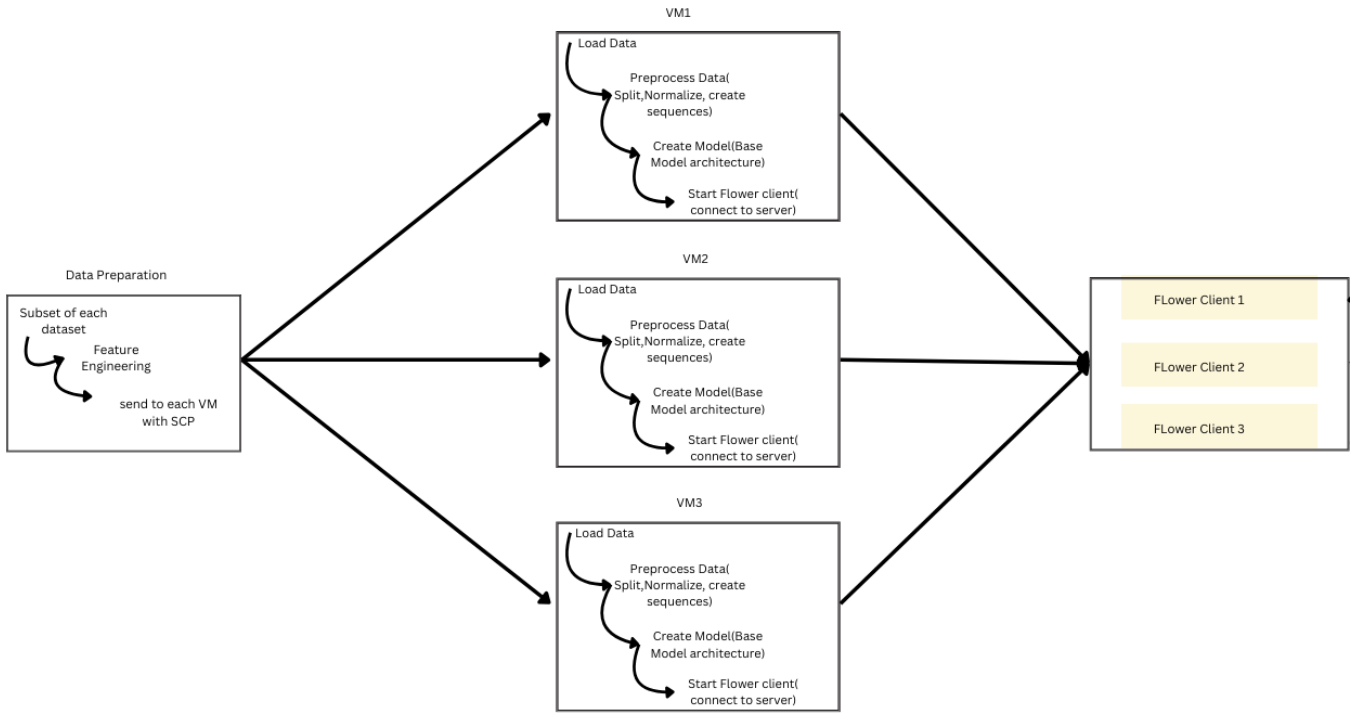 Data Preparation
Subset of each
dataset
Feature
Engineering
send to each VM
with SCP
VM1
Load Data
Preprocess Data(
Split,Normalize, create
sequences)
Create Model(Base
Model architecture)
Start Flower client(
connect to server)
VM2
Load Data
Preprocess Data(
Split,Normalize, create
sequences)
Create Model(Base
Model architecture)
Start Flower client(
connect to server)
VM3
Load Data
Preprocess Data(
Split,Normalize, create
sequences)
Create Model(Base
Model architecture)
Start Flower client(
connect to server)
FLower Client 1
FLower Client 2
FLower Client 3